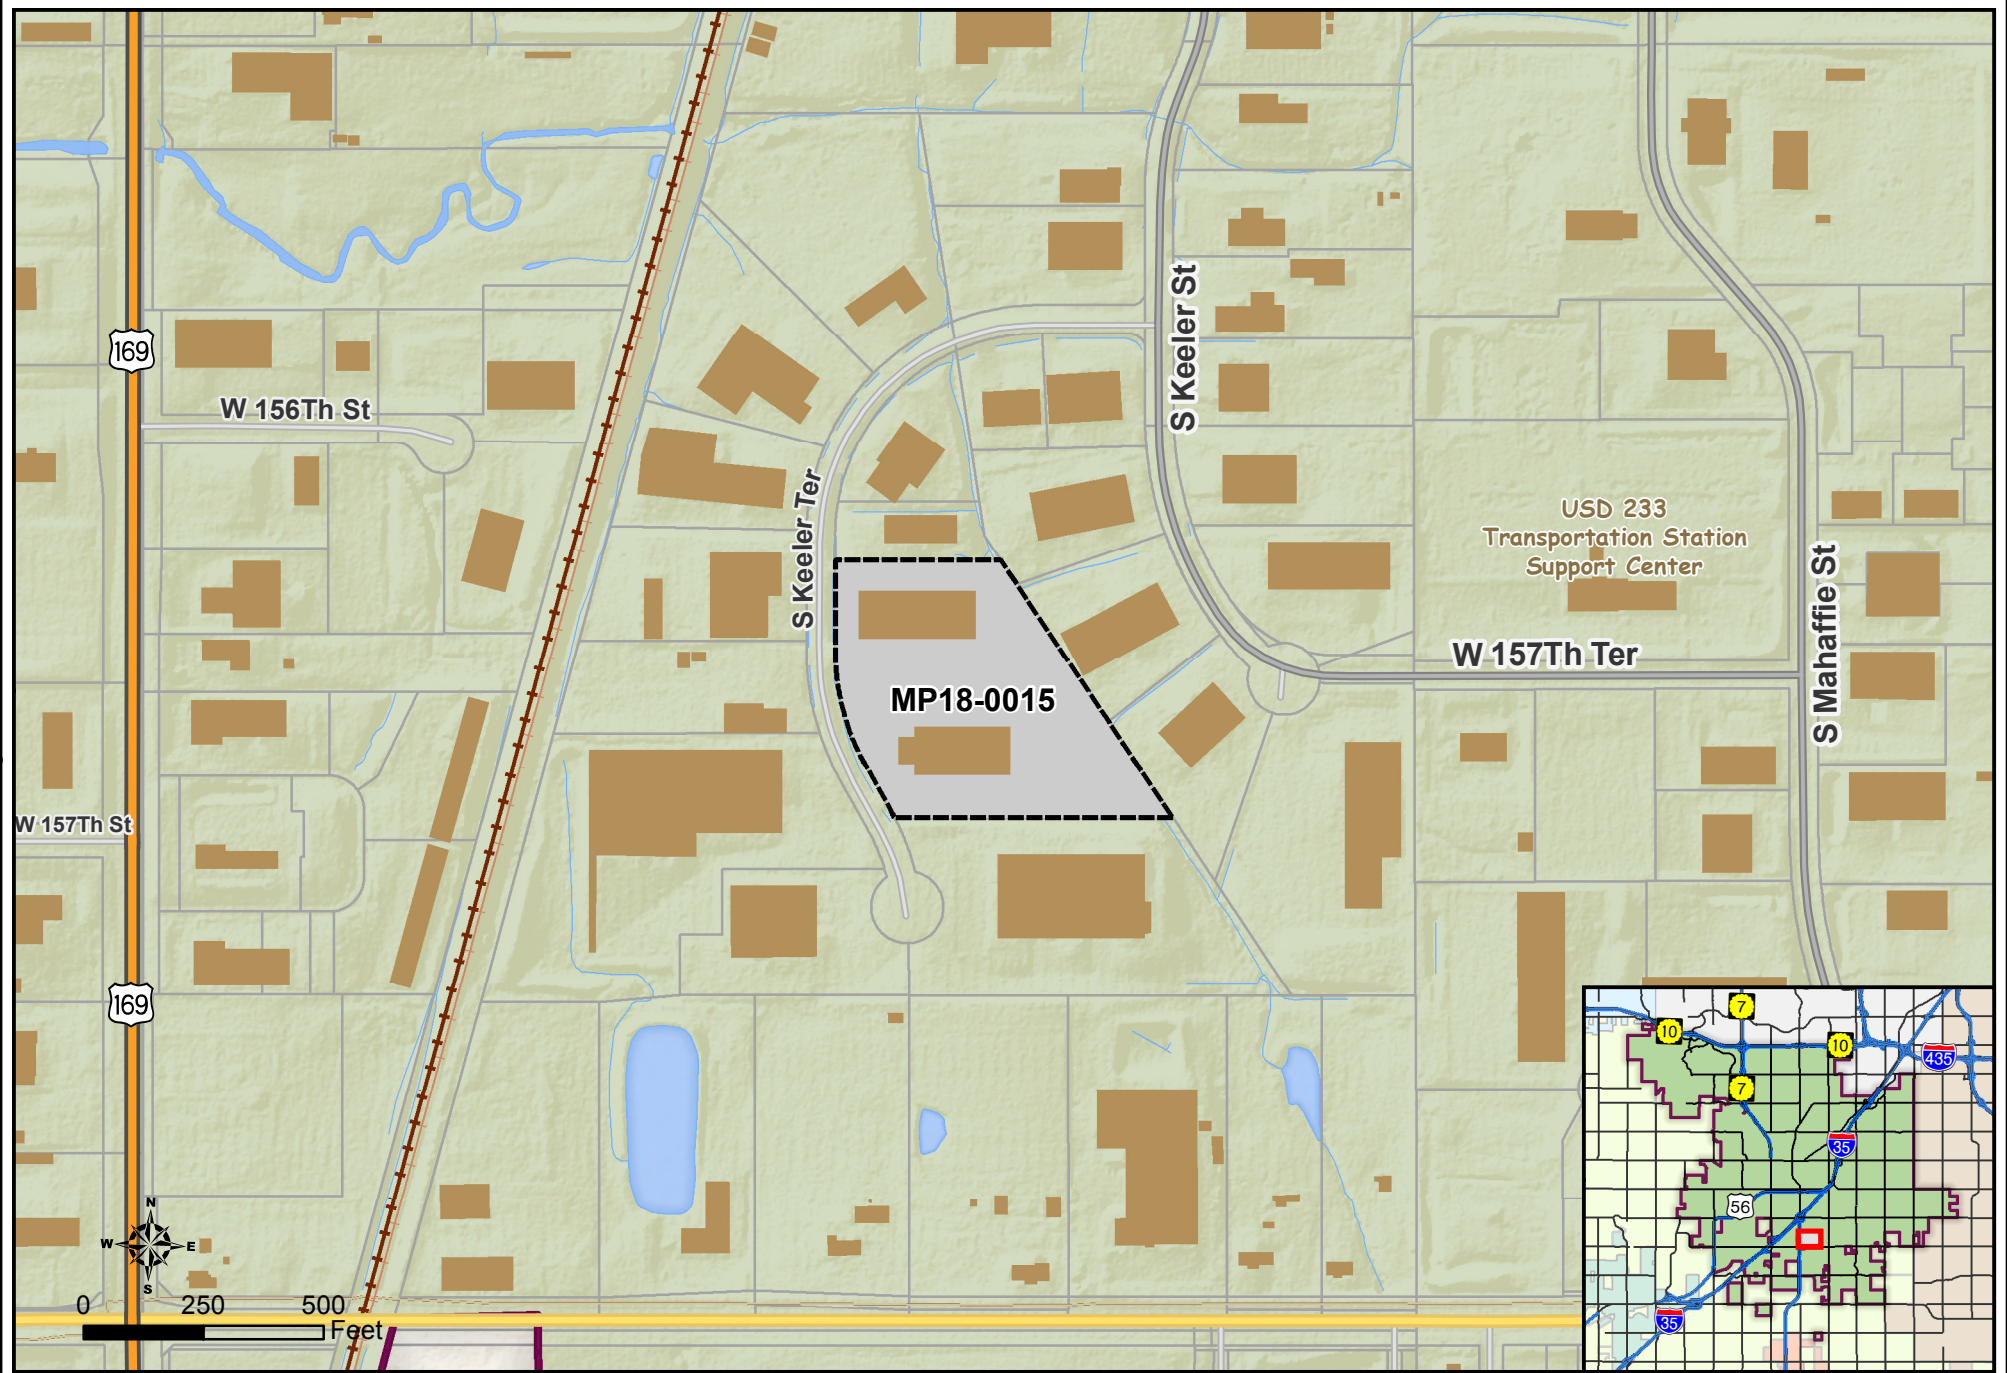 169
W 156Th St
S Keeler St
S Keeler Ter
USD 233
Transportation Station
Support Center
W 157Th Ter
S Mahaffie St
MP18-0015
W 157Th St
169
N
W E
S
0 250 500
Feet
7
10
10
435
7
35
56
35